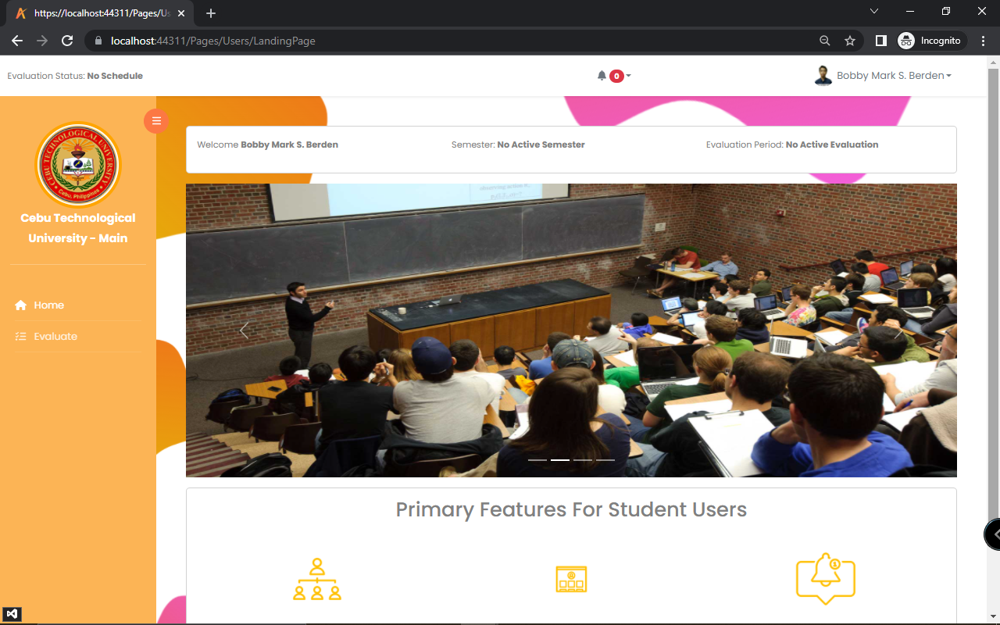 https://localhost:44311/Pages/Us
localhost:44311/Pages/Users/LandingPage
Incognito
Evaluation Status: No Schedule
0
Bobby Mark S. Berden
CEBU TECHNOLOGICAL UNIVERSITY
Cebu, Philippines
Cebu Technological
University - Main
Home
Evaluate
Welcome Bobby Mark S. Berden
Semester: No Active Semester
Evaluation Period: No Active Evaluation
Primary Features For Student Users
1